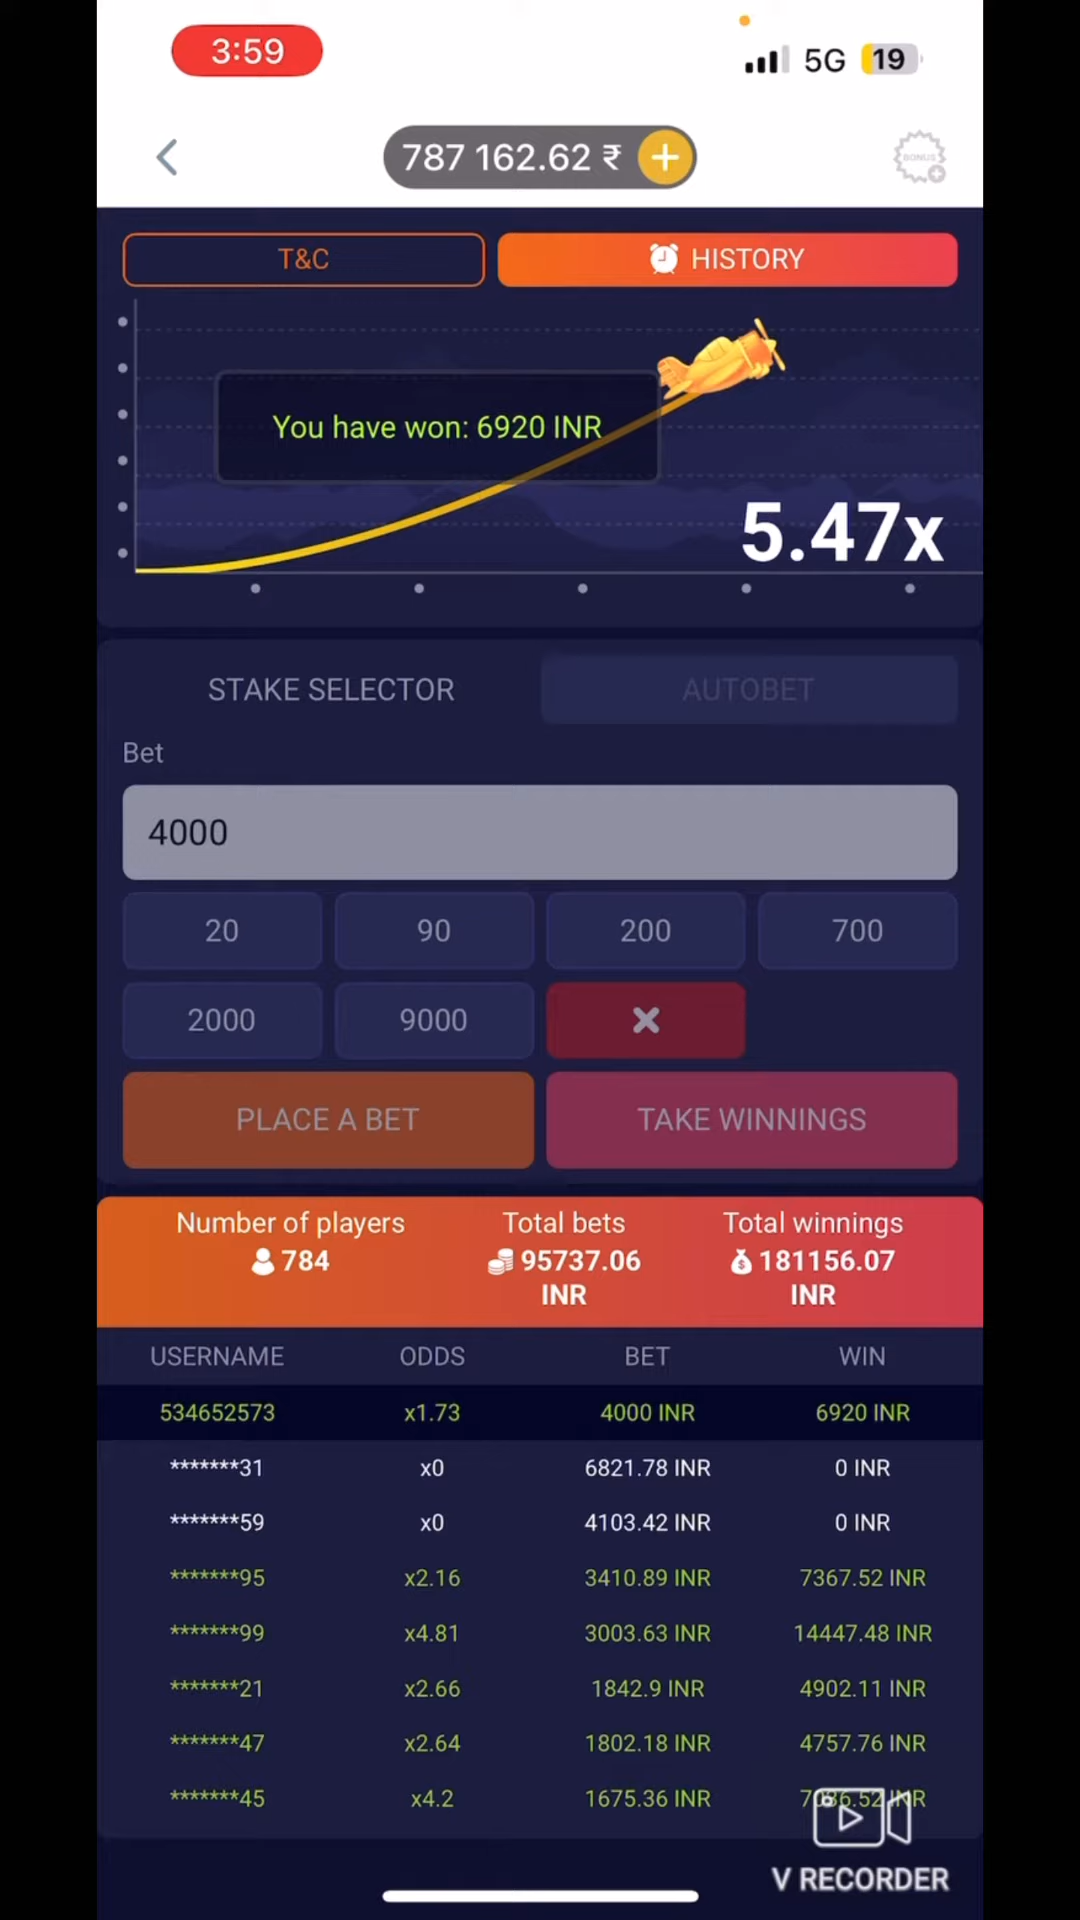 3:59
5G 19
787 162.62 ₹ +
BONUS
T&C
HISTORY
You have won: 6920 INR
5.47x
STAKE SELECTOR
AUTOBET
Bet
4000
20 90 200 700
2000 9000
PLACE A BET
TAKE WINNINGS
Number of players Total bets Total winnings
784 95737.06 181156.07
INR INR
USERNAME ODDS BET WIN
534652573 x1.73 4000 INR 6920 INR
*******31 x0 6821.78 INR 0 INR
*******59 x0 4103.42 INR 0 INR
*******95 x2.16 3410.89 INR 7367.52 INR
*******99 x4.81 3003.63 INR 14447.48 INR
*******21 x2.66 1842.9 INR 4902.11 INR
*******47 x2.64 1802.18 INR 4757.76 INR
*******45 x4.2 1675.36 INR
V RECORDER